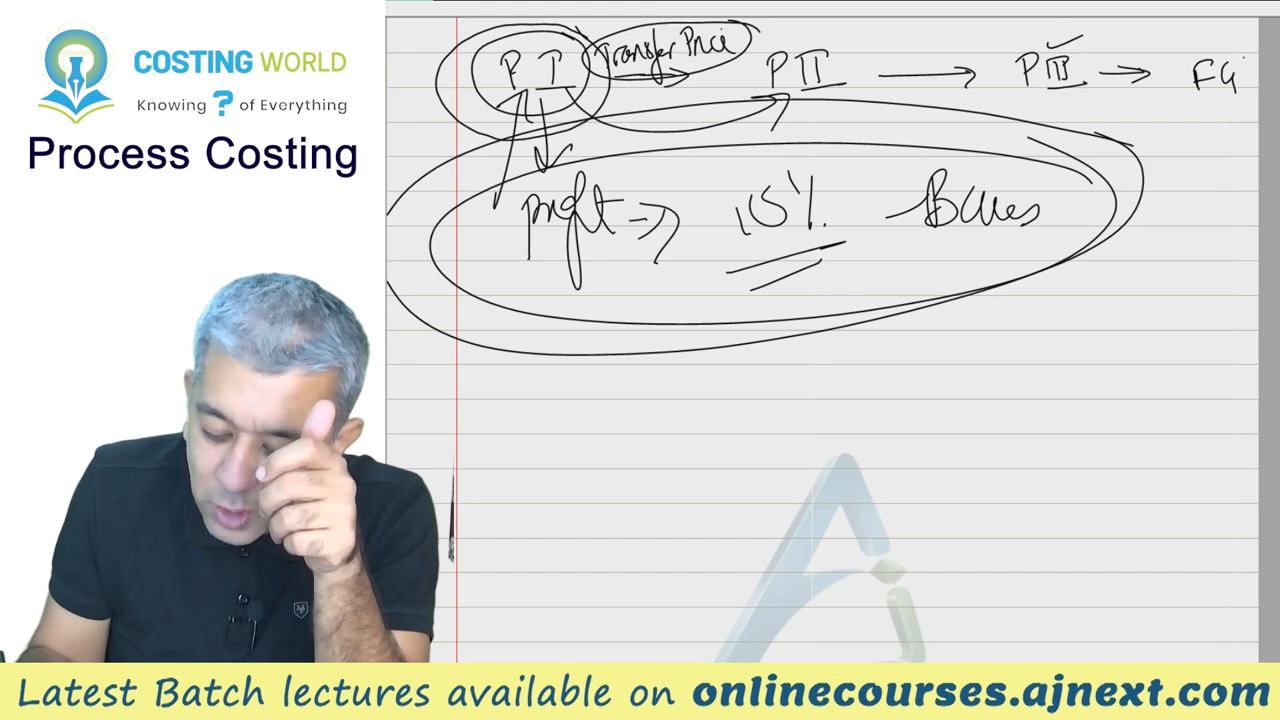 COSTING WORLD
Knowing ? of Everything
Process Costing
P I Transfer Price P II P III FG
profit 15%
Latest Batch lectures available on onlinecourses.ajnext.com